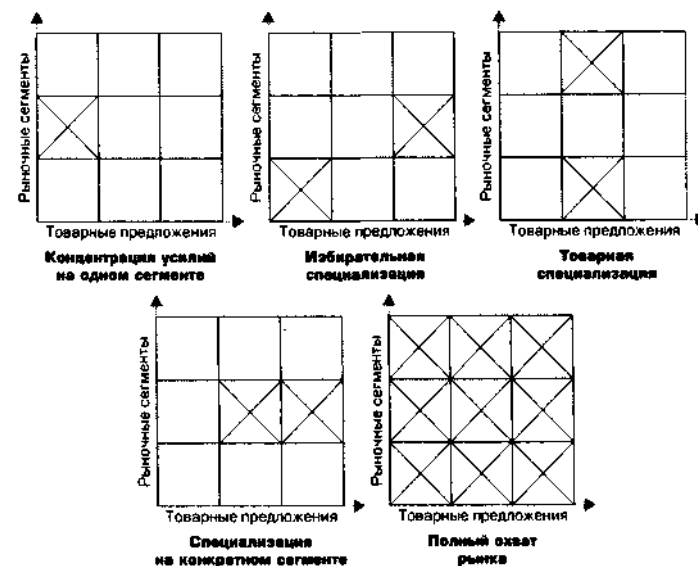 Рыночные сегменты
Товарные предложения
Концентрация усилий
на одном сегменте
Рыночные сегменты
Товарные предложения
Избирательная
специализация
Рыночные сегменты
Товарные предложения
Товарная
специализация
Рыночные сегменты
Товарные предложения
Специализация
на конкретном сегменте
Рыночные сегменты
Товарные предложения
Полный охват
рынка